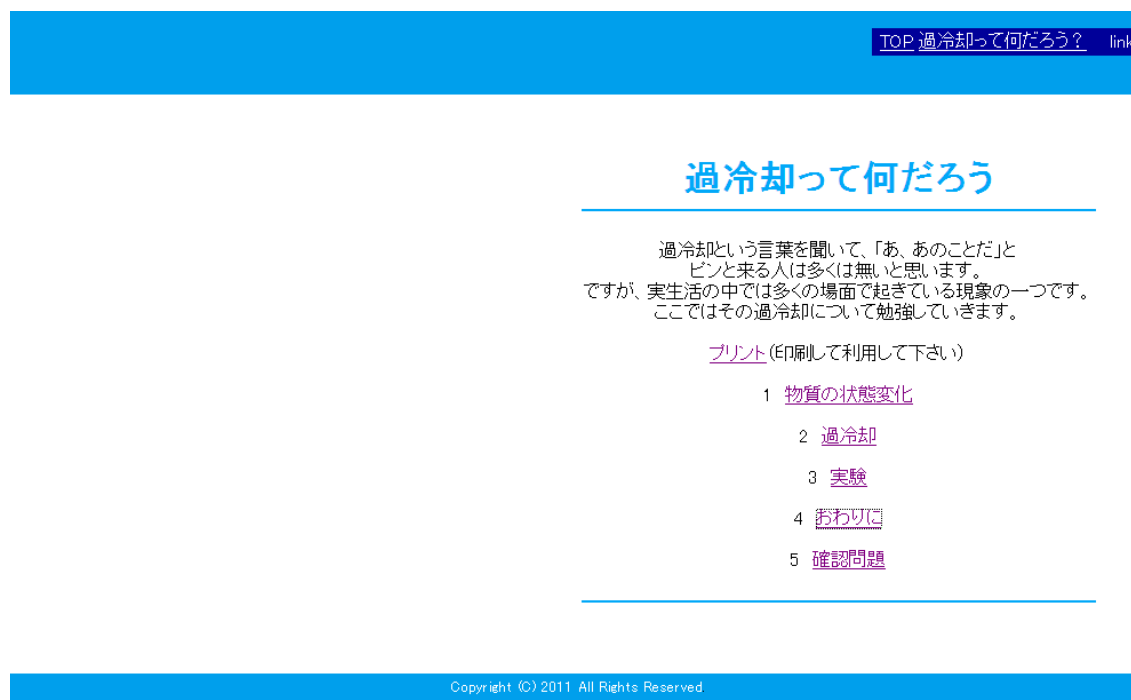 TOP 過冷却って何だろう？ link
過冷却って何だろう
過冷却という言葉を聞いて、「あ、あのことだ」と
ピンと来る人は多くは無いと思います。
ですが、実生活の中では多くの場面で起きている現象の一つです。
ここではその過冷却について勉強していきます。
プリント(印刷して利用して下さい)
1 物質の状態変化
2 過冷却
3 実験
4 おわりに
5 確認問題
Copyright (C) 2011 All Rights Reserved